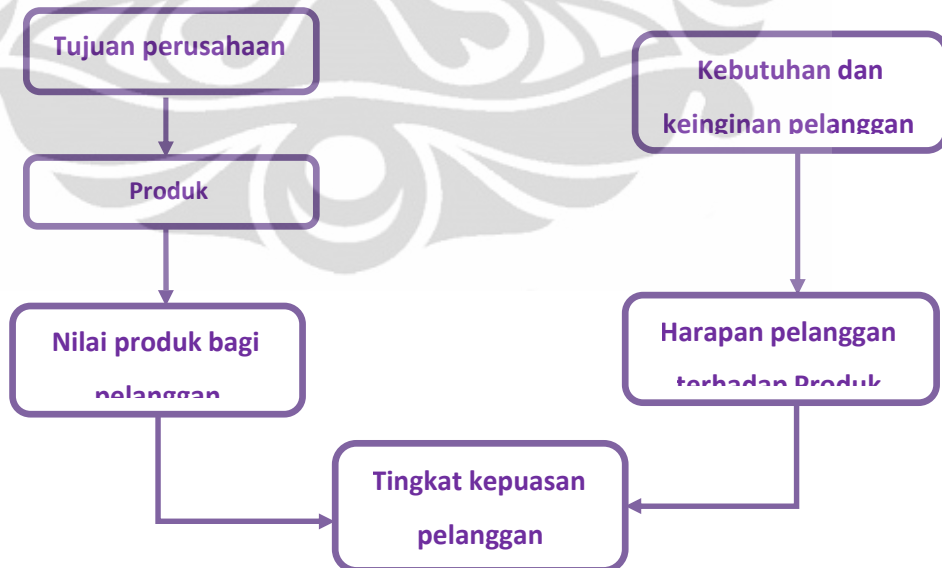 Tujuan perusahaan
Kebutuhan dan
keinginan pelanggan
Produk
Nilai produk bagi
pelanggan
Harapan pelanggan
terhadap Produk
Tingkat kepuasan
pelanggan